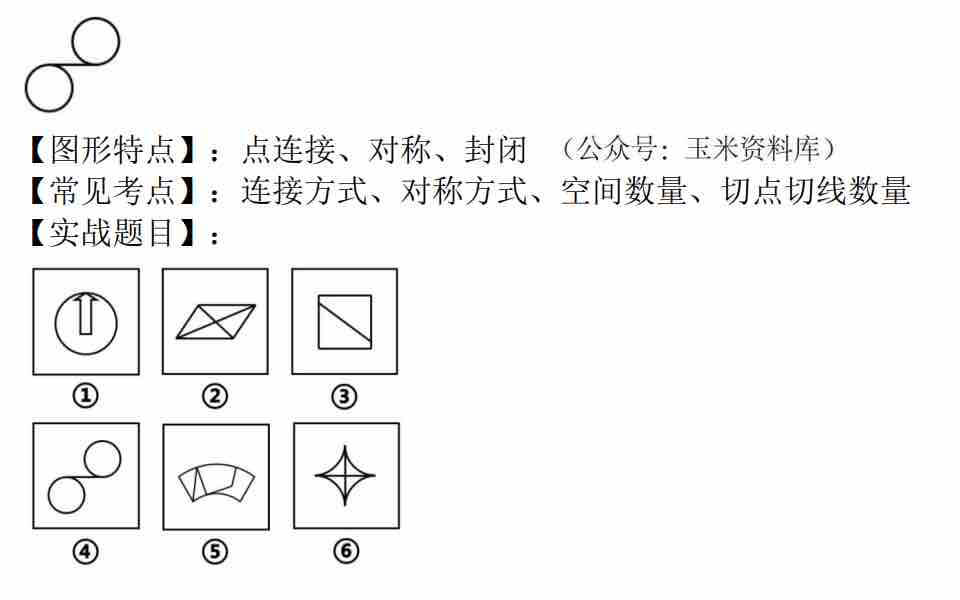 【图形特点】：点连接、对称、封闭 （公众号：玉米资料库）
【常见考点】：连接方式、对称方式、空间数量、切点切线数量
【实战题目】：
① ② ③
④ ⑤ ⑥